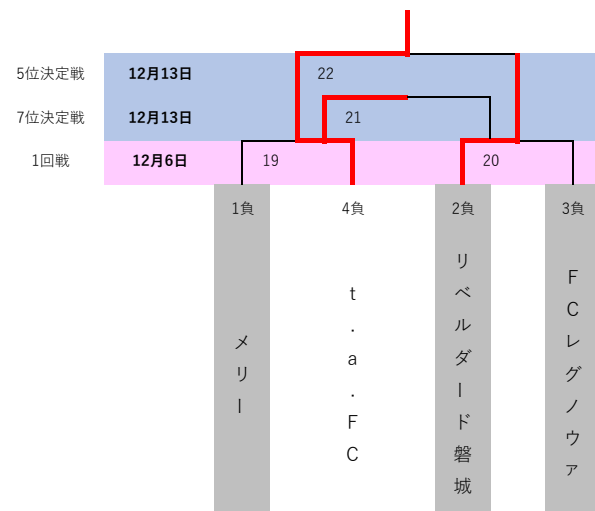 5位決定戦 12月13日 22
7位決定戦 12月13日 21
1回戦 12月6日 19 20
1負 4負 2負 3負
メリー
t.a.FC
リベルダード磐城
FCレグノウァ